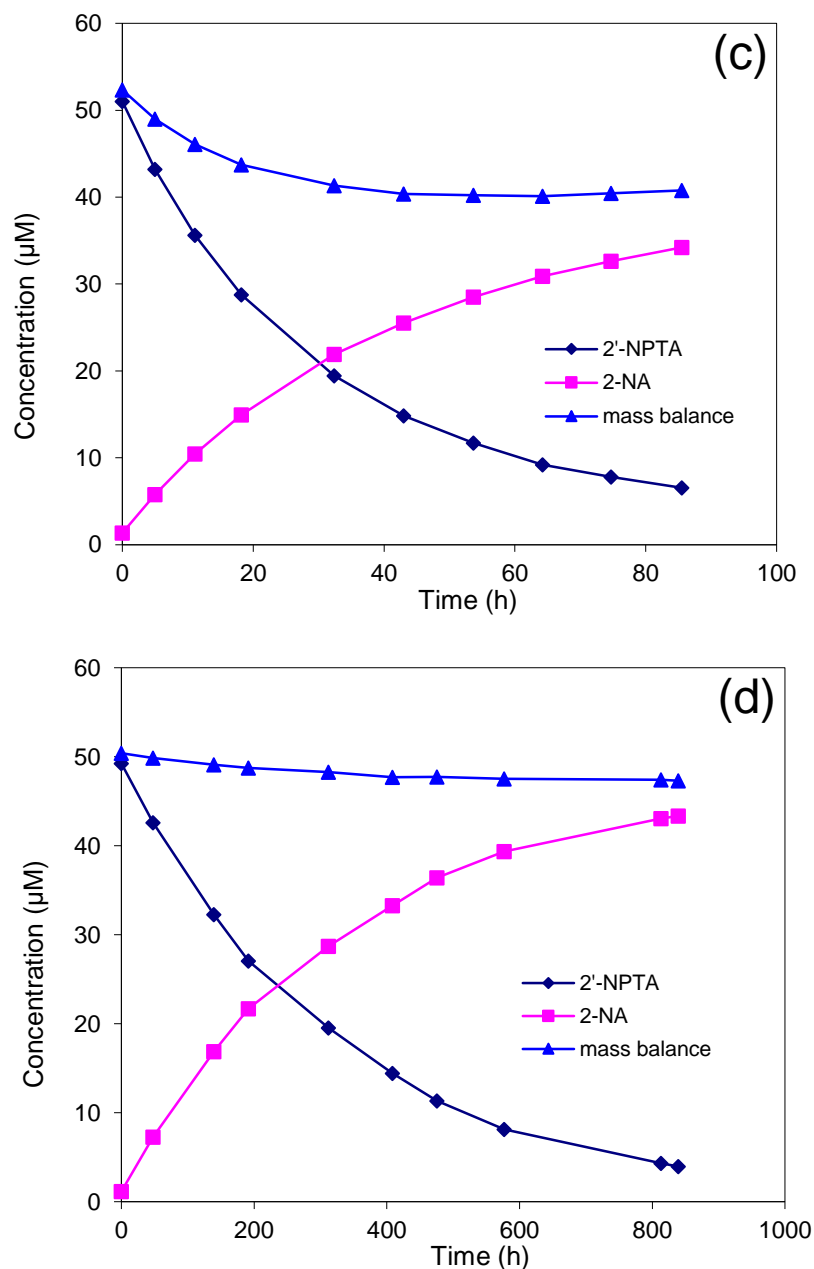 (c)
Concentration (µM)
60
50
40
30
20
10
0
2'-NPTA
2-NA
mass balance
0 20 40 60 80 100
Time (h)
(d)
Concentration (µM)
60
50
40
30
20
10
0
2'-NPTA
2-NA
mass balance
0 200 400 600 800 1000
Time (h)